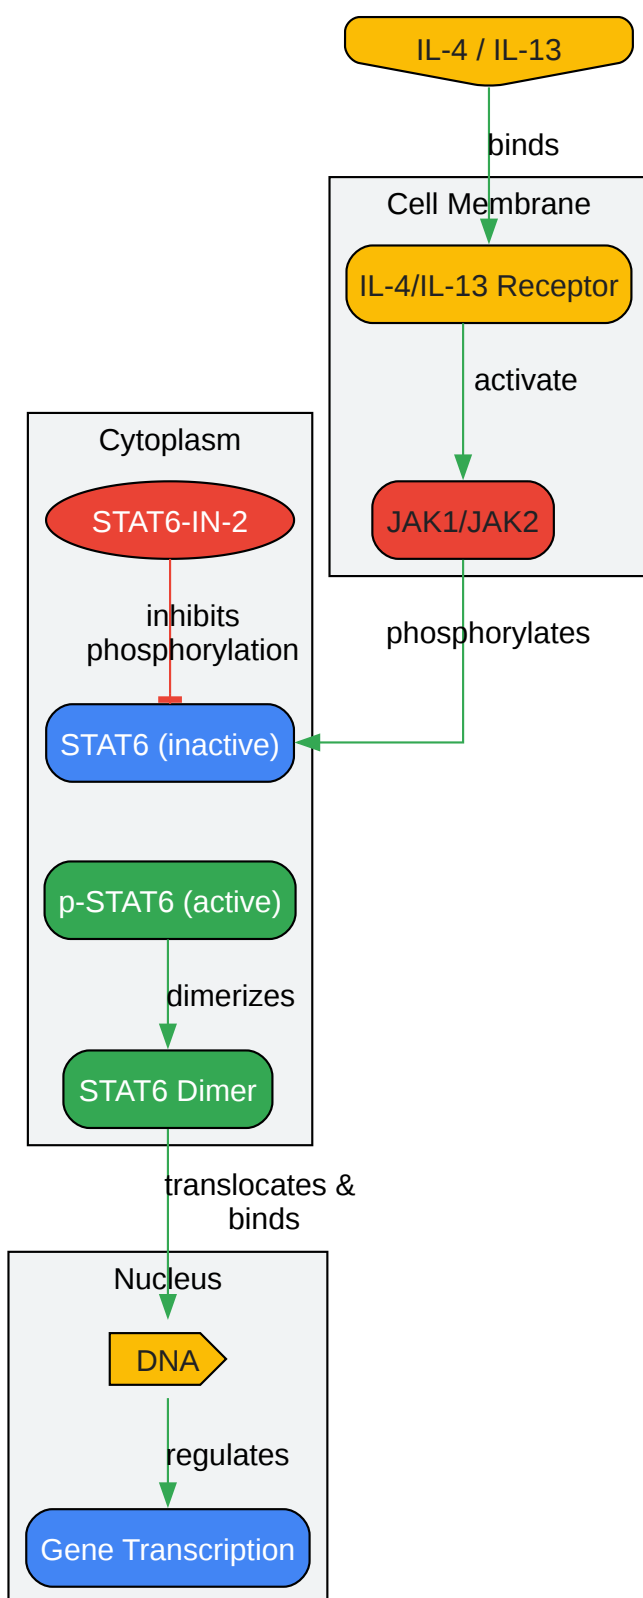 IL-4 / IL-13
binds
Cell Membrane
IL-4/IL-13 Receptor
activate
Cytoplasm
STAT6-IN-2
JAK1/JAK2
inhibits
phosphorylation
phosphorylates
STAT6 (inactive)
p-STAT6 (active)
dimerizes
STAT6 Dimer
translocates &
binds
Nucleus
DNA
regulates
Gene Transcription